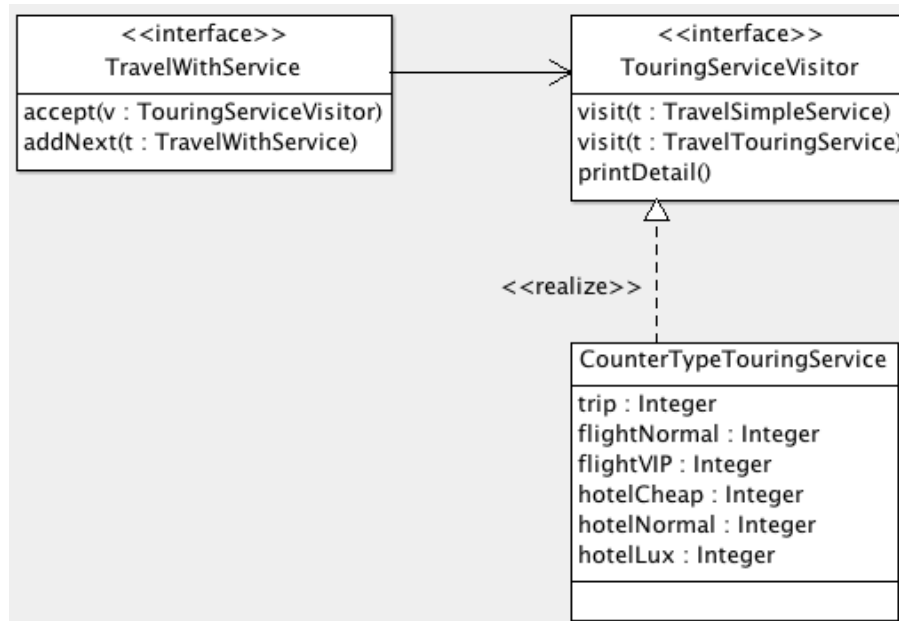 <<interface>>
TravelWithService
accept(v : TouringServiceVisitor)
addNext(t : TravelWithService)
<<interface>>
TouringServiceVisitor
visit(t : TravelSimpleService)
visit(t : TravelTouringService)
printDetail()
<<realize>>
CounterTypeTouringService
trip : Integer
flightNormal : Integer
flightVIP : Integer
hotelCheap : Integer
hotelNormal : Integer
hotelLux : Integer